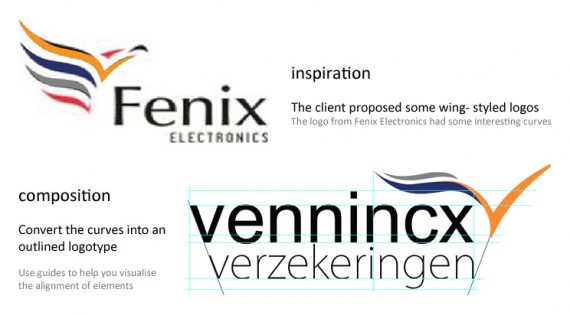 Fenix
ELECTRONICS
inspiration
The client proposed some wing- styled logos
The logo from Fenix Electronics had some interesting curves
composition
Convert the curves into an
outlined logotype
Use guides to help you visualise
the alignment of elements
vennincx
verzekeringen